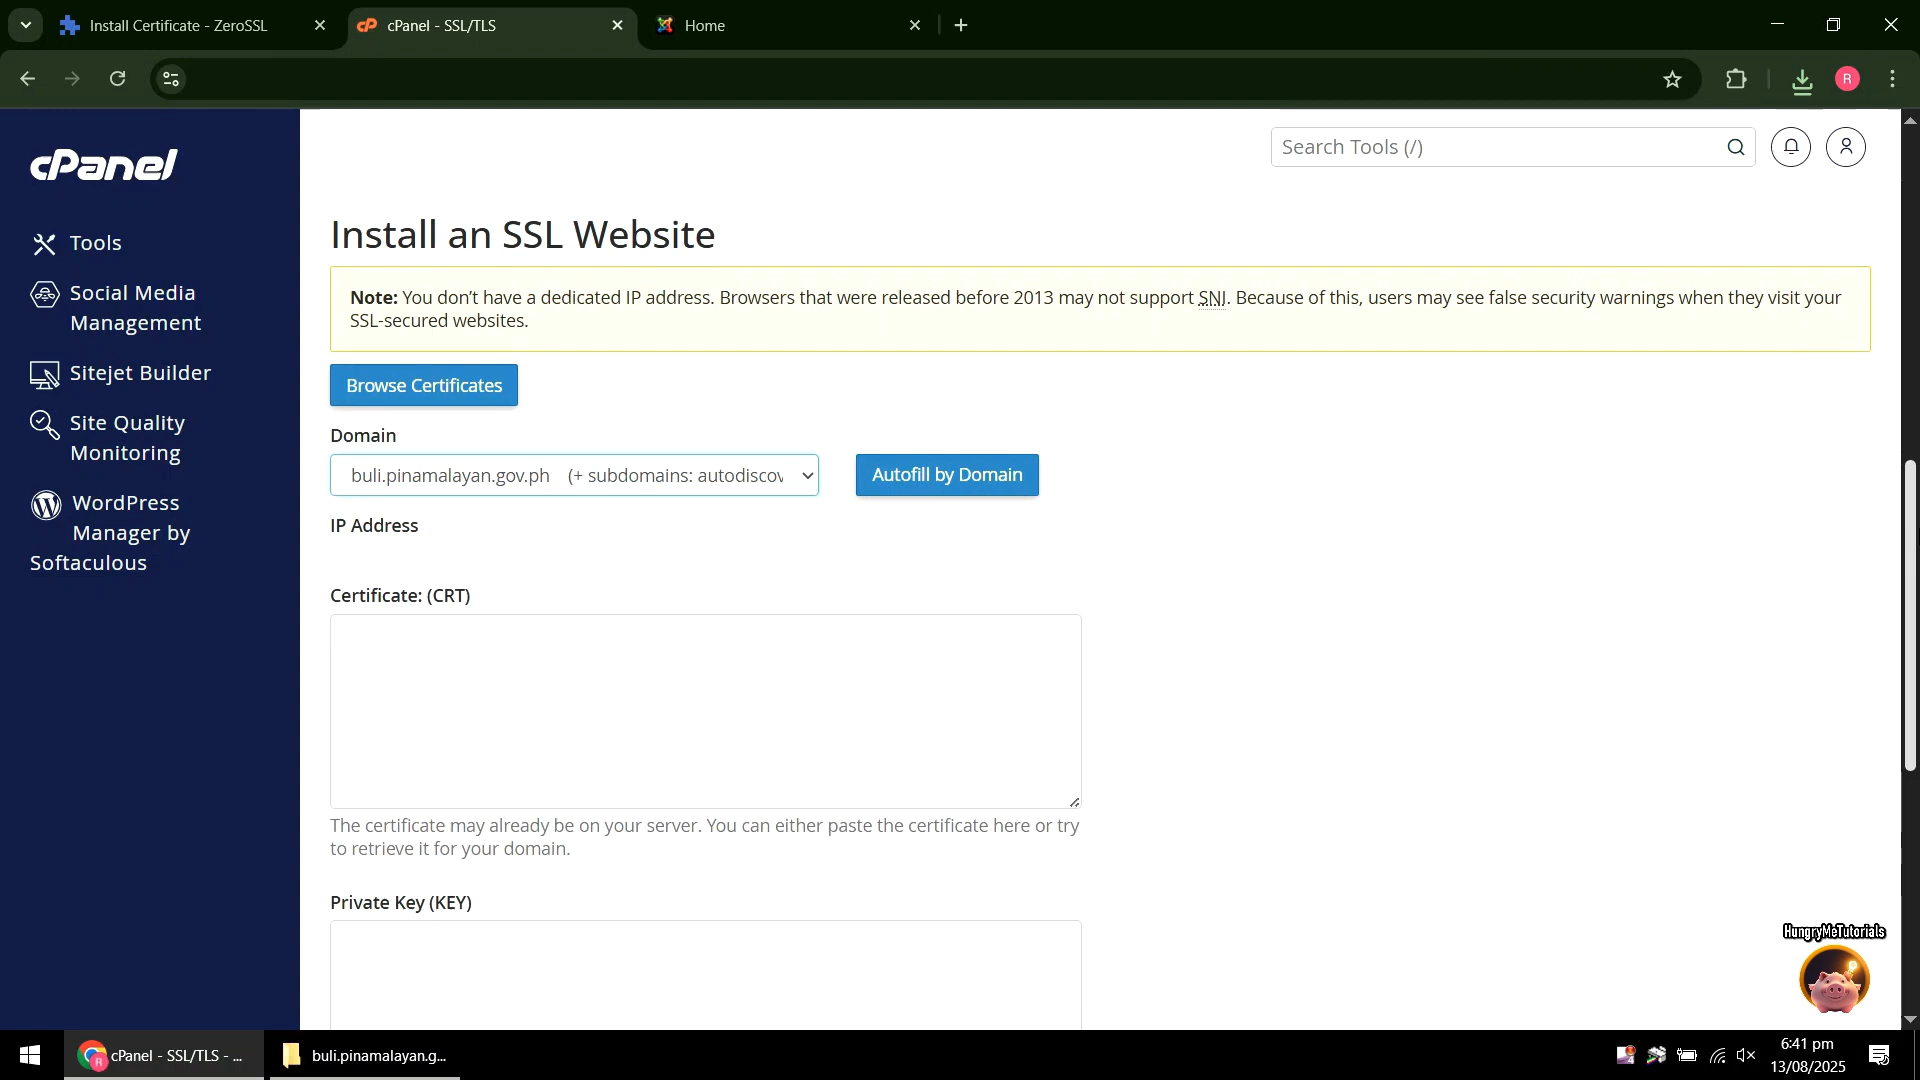 Install Certificate - ZeroSSL
cPanel - SSL/TLS
Home
R
cPanel
Search Tools (/)
Tools
Social Media
Management
Sitejet Builder
Site Quality
Monitoring
WordPress
Manager by
Softaculous
Install an SSL Website
Note: You don’t have a dedicated IP address. Browsers that were released before 2013 may not support SNI. Because of this, users may see false security warnings when they visit your
SSL-secured websites.
Browse Certificates
Domain
buli.pinamalayan.gov.ph (+ subdomains: autodiscov
Autofill by Domain
IP Address
Certificate: (CRT)
The certificate may already be on your server. You can either paste the certificate here or try
to retrieve it for your domain.
Private Key (KEY)
HungryMeTutorials
cPanel - SSL/TLS - ...
buli.pinamalayan.g...
6:41 pm
13/08/2025